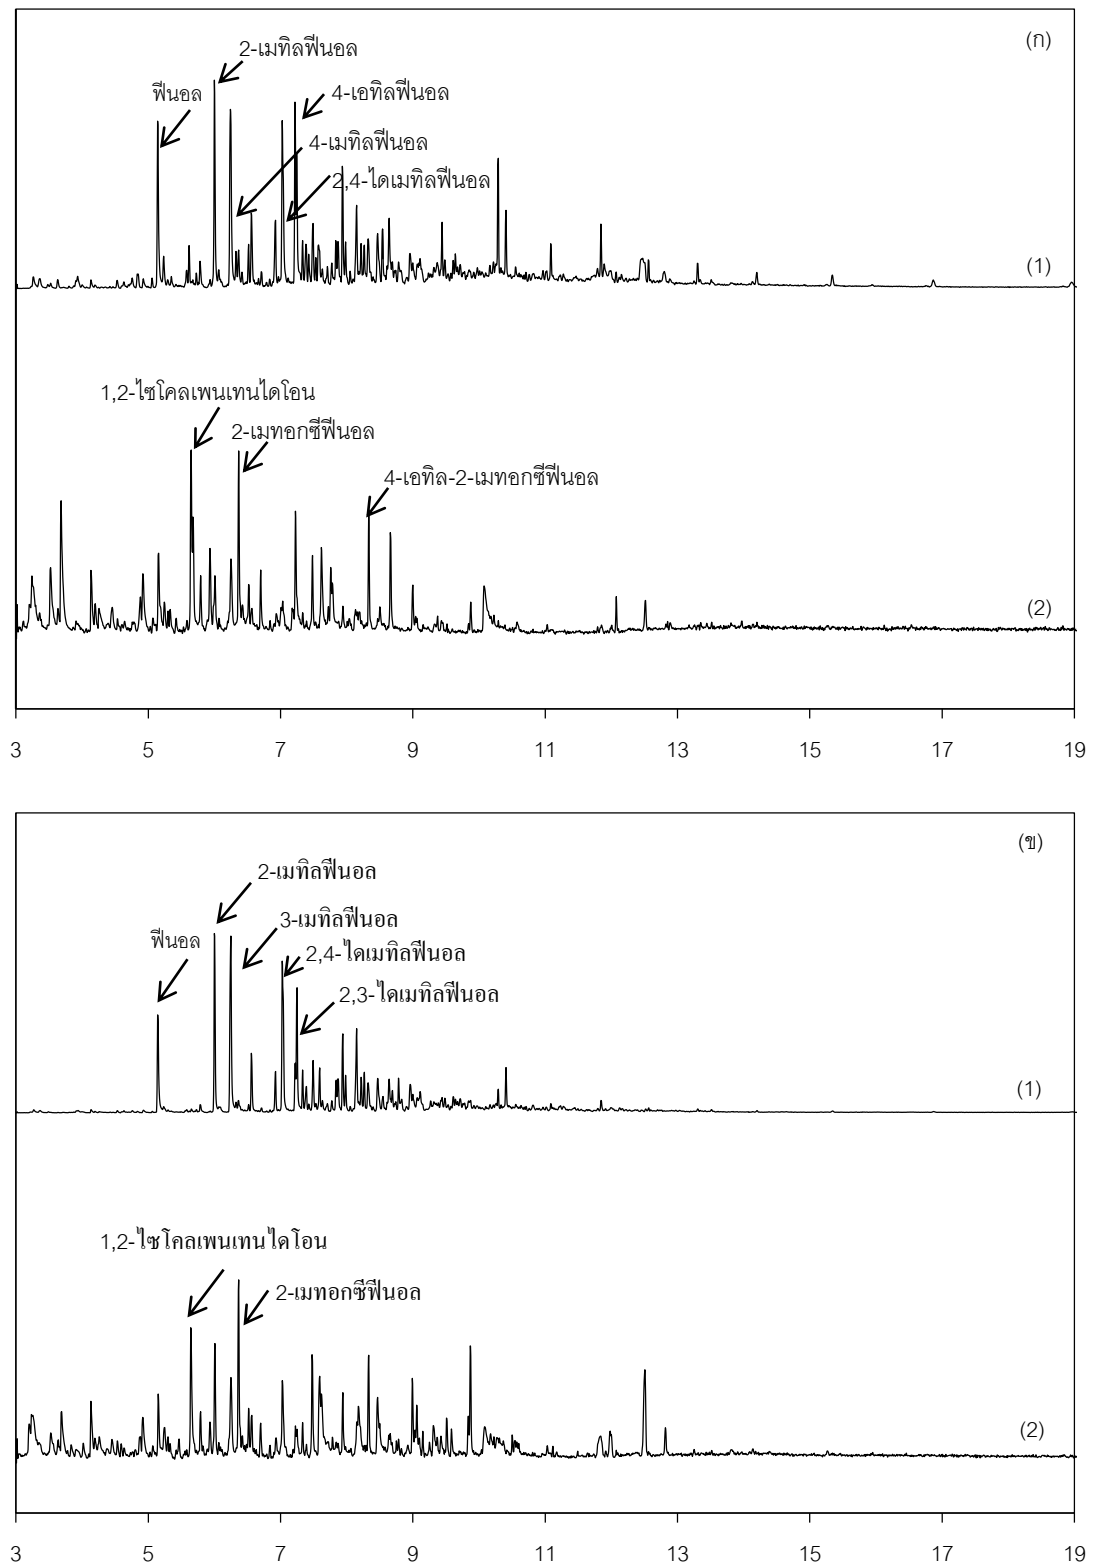 (ก)
2-เมทิลฟีนอล
ฟีนอล
4-เอทิลฟีนอล
4-เมทิลฟีนอล
2,4-ไดเมทิลฟีนอล
(1)
1,2-ไซโคลเพนเทนไดโอน
2-เมทอกซีฟีนอล
4-เอทิล-2-เมทอกซีฟีนอล
(2)
3 5 7 9 11 13 15 17 19
(ข)
2-เมทิลฟีนอล
3-เมทิลฟีนอล
ฟีนอล
2,4-ไดเมทิลฟีนอล
2,3-ไดเมทิลฟีนอล
(1)
1,2-ไซโคลเพนเทนไดโอน
2-เมทอกซีฟีนอล
(2)
3 5 7 9 11 13 15 17 19